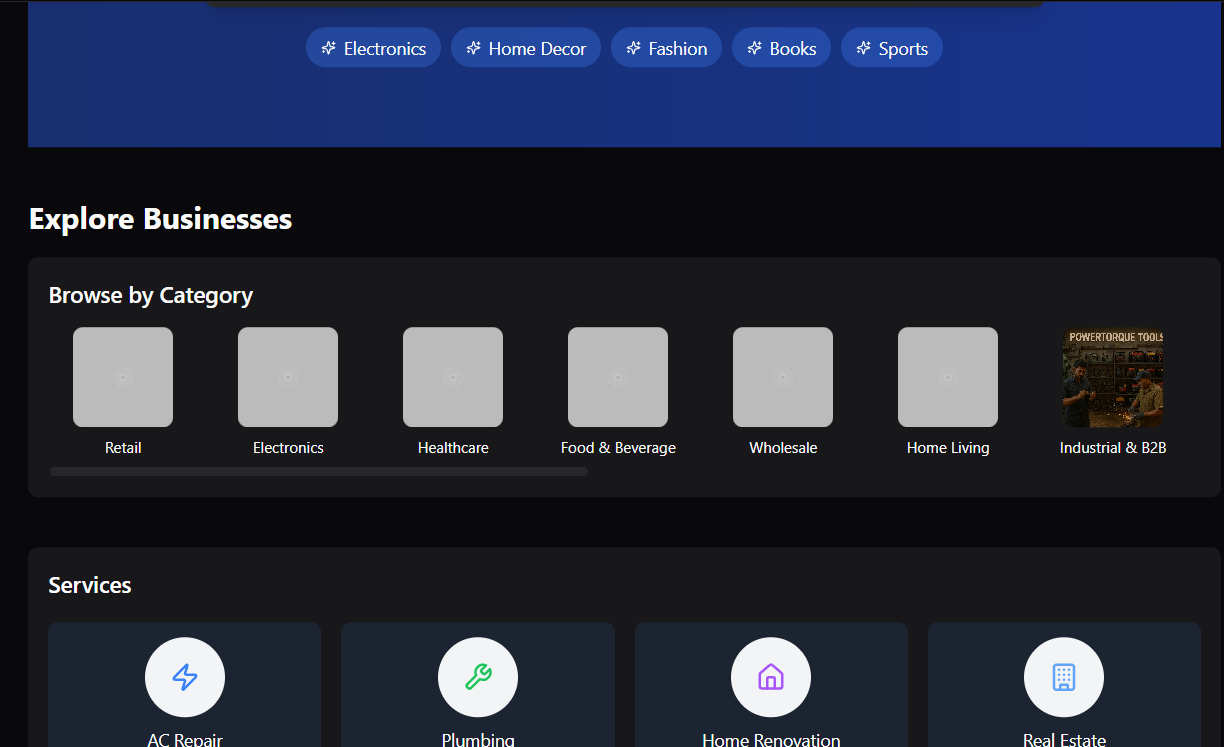 Electronics
Home Decor
Fashion
Books
Sports
Explore Businesses
Browse by Category
POWERTORQUE TOOLS
Retail
Electronics
Healthcare
Food & Beverage
Wholesale
Home Living
Industrial & B2B
Services
AC Repair
Plumbing
Home Renovation
Real Estate